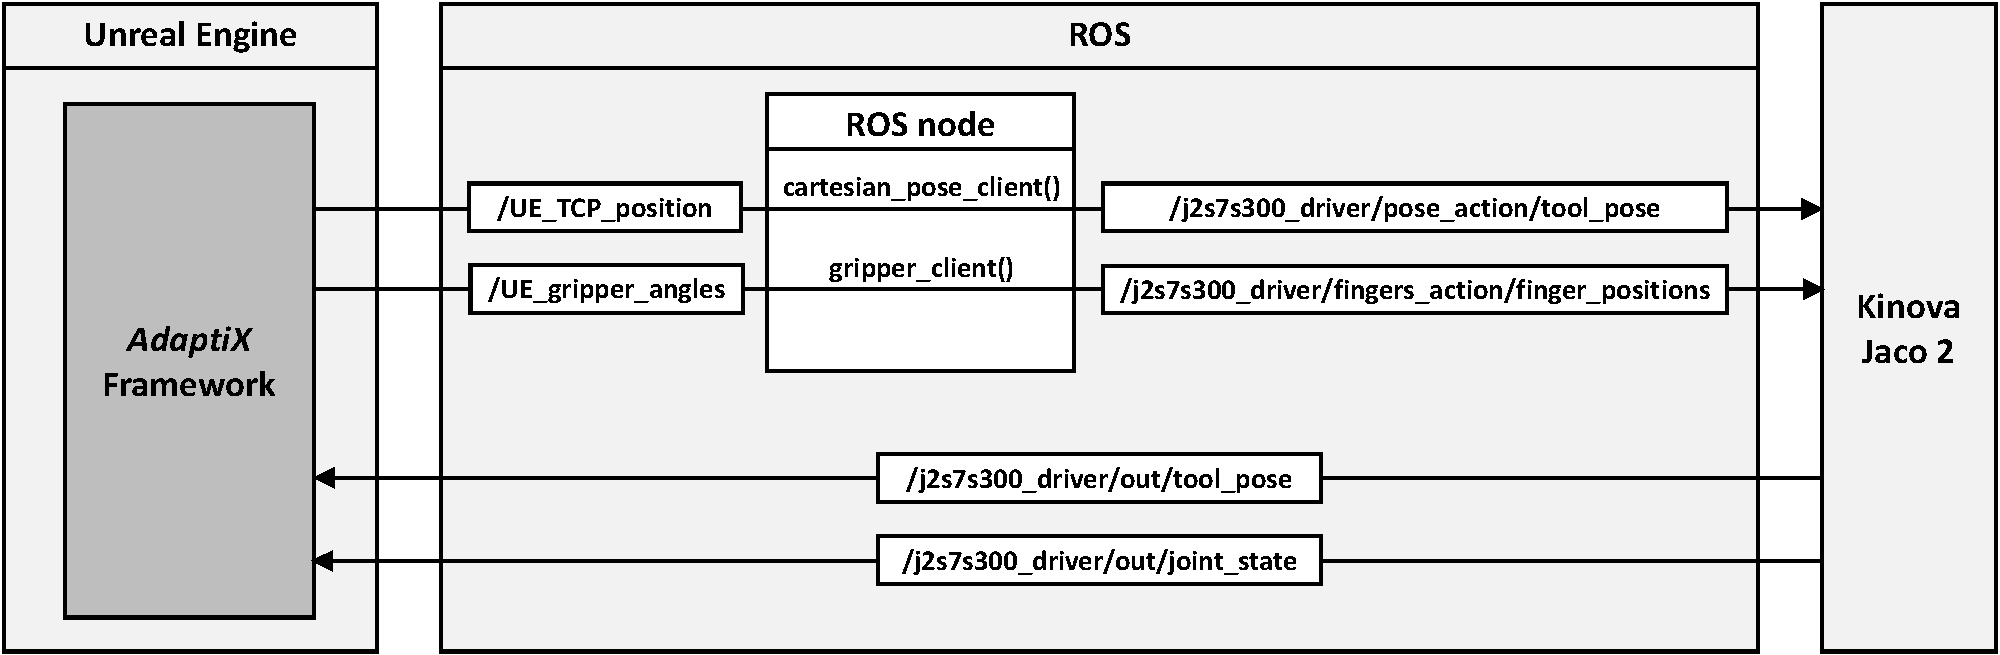 Unreal Engine
ROS
ROS node
cartesian_pose_client()
/UE_TCP_position
/j2s7s300_driver/pose_action/tool_pose
gripper_client()
/UE_gripper_angles
/j2s7s300_driver/fingers_action/finger_positions
AdaptiX
Framework
Kinova
Jaco 2
/j2s7s300_driver/out/tool_pose
/j2s7s300_driver/out/joint_state